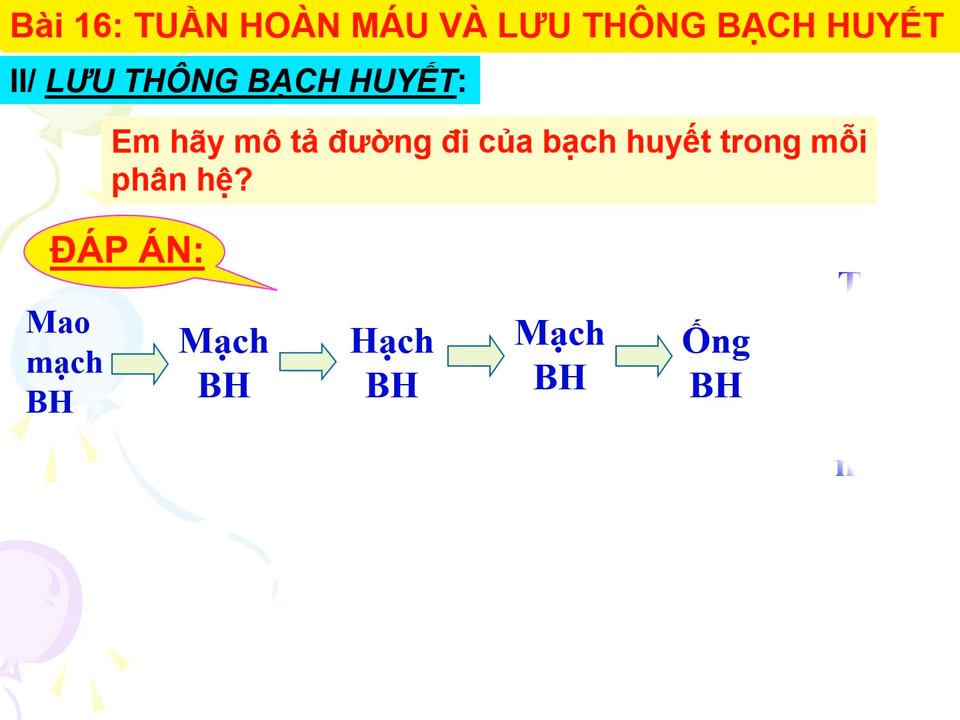 Bài 16: TUẦN HOÀN MÁU VÀ LƯU THÔNG BẠCH HUYẾT
II/ LƯU THÔNG BẠCH HUYẾT:
Em hãy mô tả đường đi của bạch huyết trong mỗi
phân hệ?
ĐÁP ÁN:
Mao
mạch
BH
Mạch
BH
Hạch
BH
Mạch
BH
Ống
BH
T